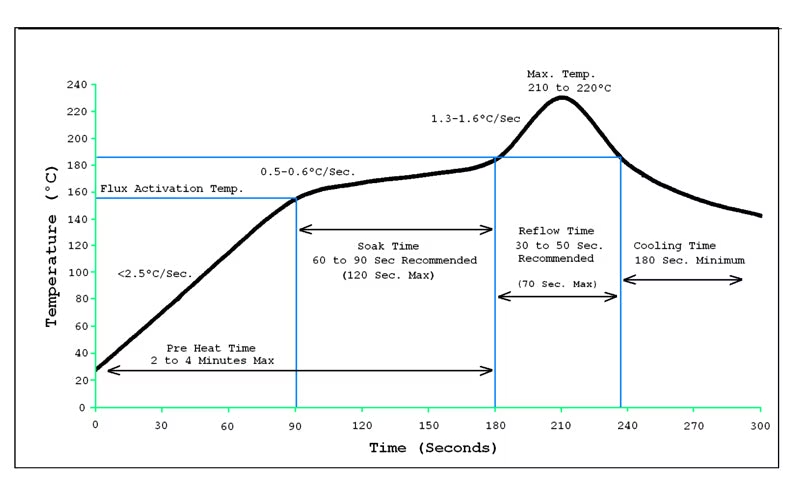 Max. Temp.
210 to 220°C
240
220
200
180
160
140
120
100
80
60
40
20
0
Temperature (°C)
1.3-1.6°C/Sec
0.5-0.6°C/Sec.
Flux Activation Temp.
<2.5°C/Sec.
Soak Time
60 to 90 Sec Recommended
(120 Sec. Max)
Reflow Time
30 to 50 Sec.
Recommended
(70 Sec. Max)
Cooling Time
180 Sec. Minimum
Pre Heat Time
2 to 4 Minutes Max
0 30 60 90 120 150 180 210 240 270 300
Time (Seconds)